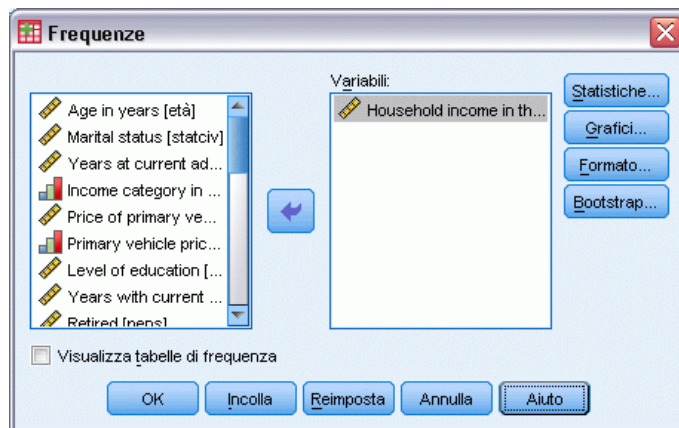 Frequenze
Variabili:
Age in years [età]
Marital status [statciv]
Years at current ad...
Income category in ...
Price of primary ve...
Primary vehicle pric...
Level of education [...
Years with current ...
Retired [pens]
Household income in th...
Statistiche...
Grafici...
Formato...
Bootstrap...
Visualizza tabelle di frequenza
OK
Incolla
Reimposta
Annulla
Aiuto